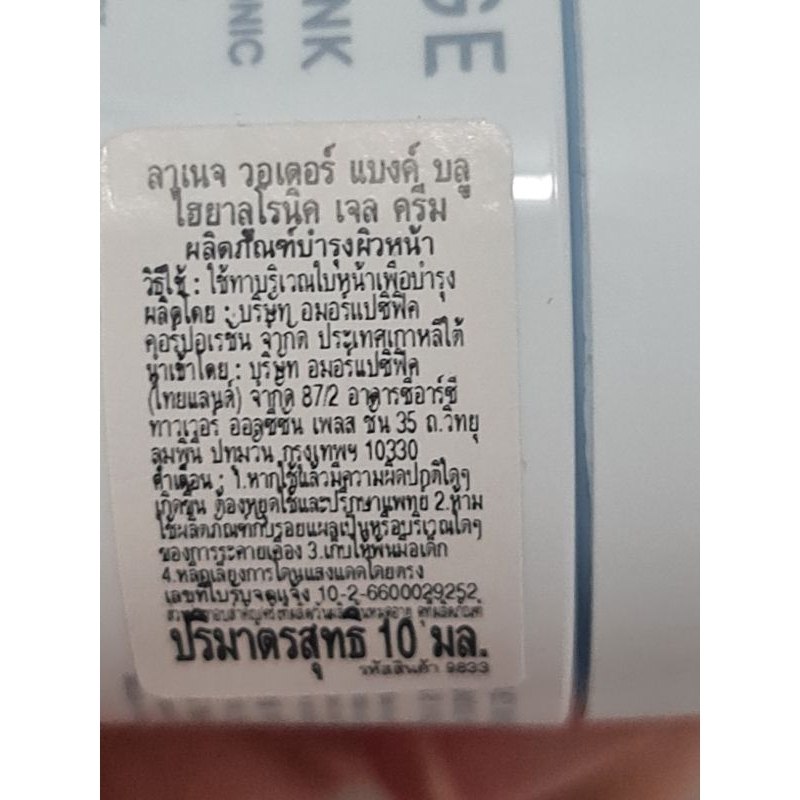 GE
NK
NIC
ลาเนจ วอเตอร์ แบงค์ บลู
ไฮยาลูโรนิค เจล ครีม
ผลิตภัณฑ์บำรุงผิวหน้า
วิธีใช้ : ใช้ทาบริเวณใบหน้าเพื่อบำรุง
ผลิตโดย : บริษัท อมอร์แปซิฟิค
คอร์ปอเรชั่น จำกัด ประเทศเกาหลีใต้
นำเข้าโดย : บริษัท อมอร์แปซิฟิค
(ไทยแลนด์) จำกัด 87/2 อาคารซีอาร์ซี
ทาวเวอร์ ออลซีซั่น เพลส ชั้น 35 ถ.วิทยุ
ลุมพินี ปทุมวัน กรุงเทพฯ 10330
คำเตือน : 1.หากใช้แล้วมีความผิดปกติใดๆ
เกิดขึ้น ต้องหยุดใช้และปรึกษาแพทย์ 2.ห้าม
ใช้ผลิตภัณฑ์กับรอยแผลเป็นหรือบริเวณใดๆ
ของการระคายเคือง 3.เก็บให้พ้นมือเด็ก
4.หลีกเลี่ยงการโดนแสงแดดโดยตรง
เลขที่ใบรับจดแจ้ง 10-2-6600029252
ปริมาตรสุทธิ 10 มล.
รหัสสินค้า 9833